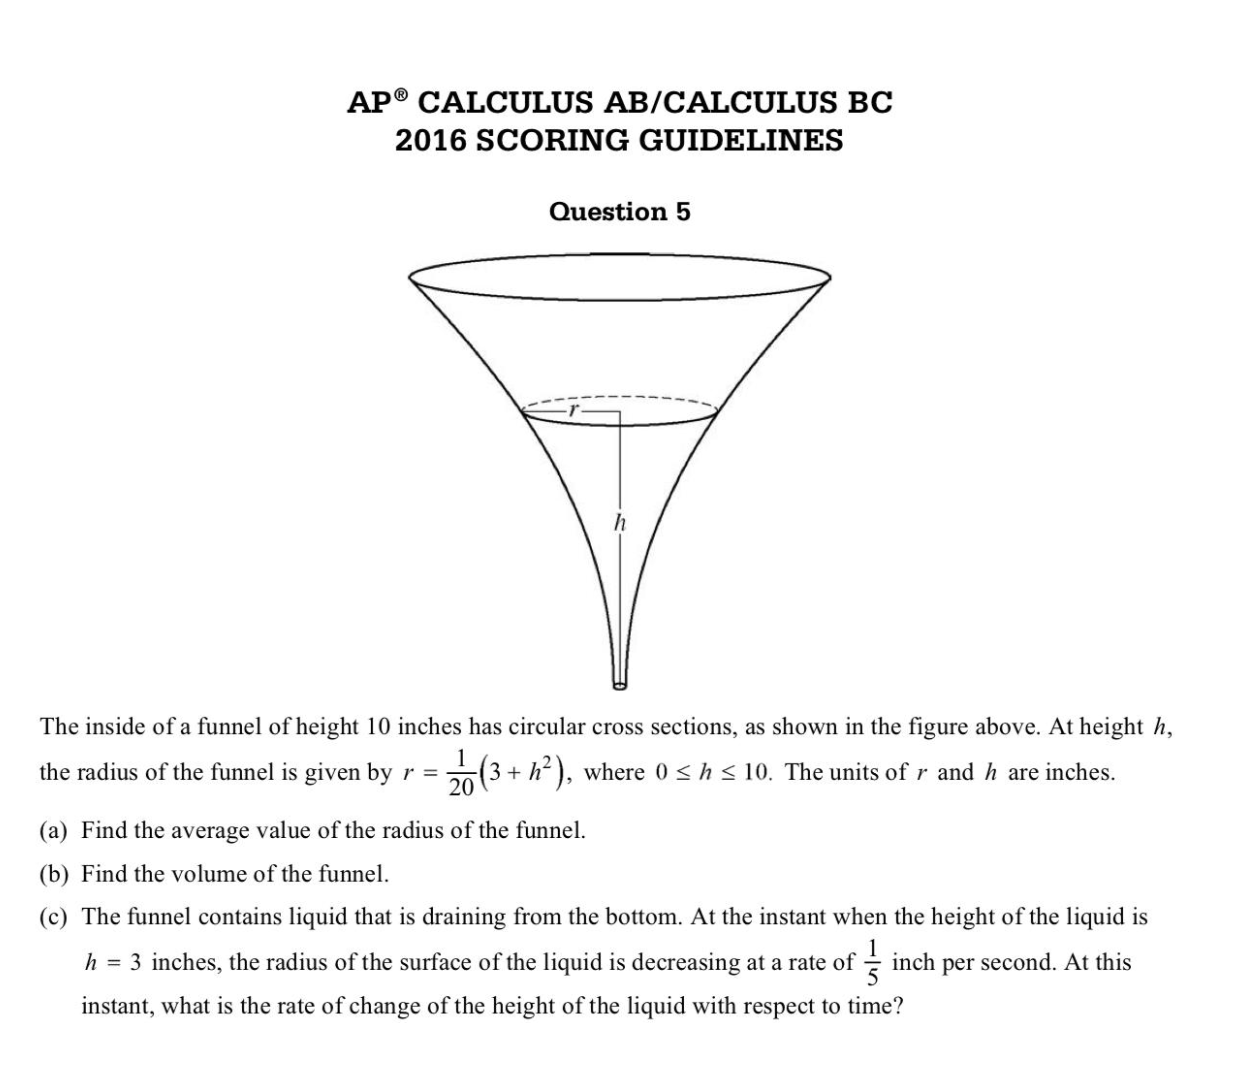 AP® CALCULUS AB/CALCULUS BC
2016 SCORING GUIDELINES
Question 5
r
h
The inside of a funnel of height 10 inches has circular cross sections, as shown in the figure above. At height h,
the radius of the funnel is given by r = 1/20(3 + h²), where 0 ≤ h ≤ 10. The units of r and h are inches.
(a) Find the average value of the radius of the funnel.
(b) Find the volume of the funnel.
(c) The funnel contains liquid that is draining from the bottom. At the instant when the height of the liquid is
h = 3 inches, the radius of the surface of the liquid is decreasing at a rate of 1/5 inch per second. At this
instant, what is the rate of change of the height of the liquid with respect to time?